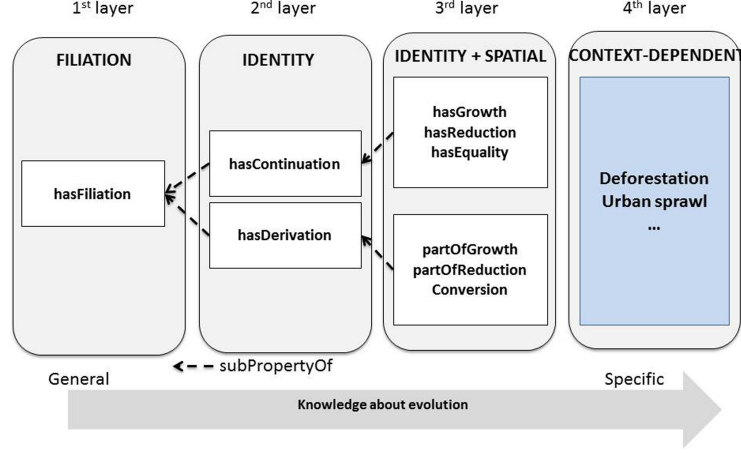 1st layer
2nd layer
3rd layer
4th layer
FILIATION
IDENTITY
IDENTITY + SPATIAL
CONTEXT-DEPENDENT
hasFiliation
hasContinuation
hasDerivation
hasGrowth
hasReduction
hasEquality
partOfGrowth
partOfReduction
Conversion
Deforestation
Urban sprawl
...
subPropertyOf
General
Specific
Knowledge about evolution